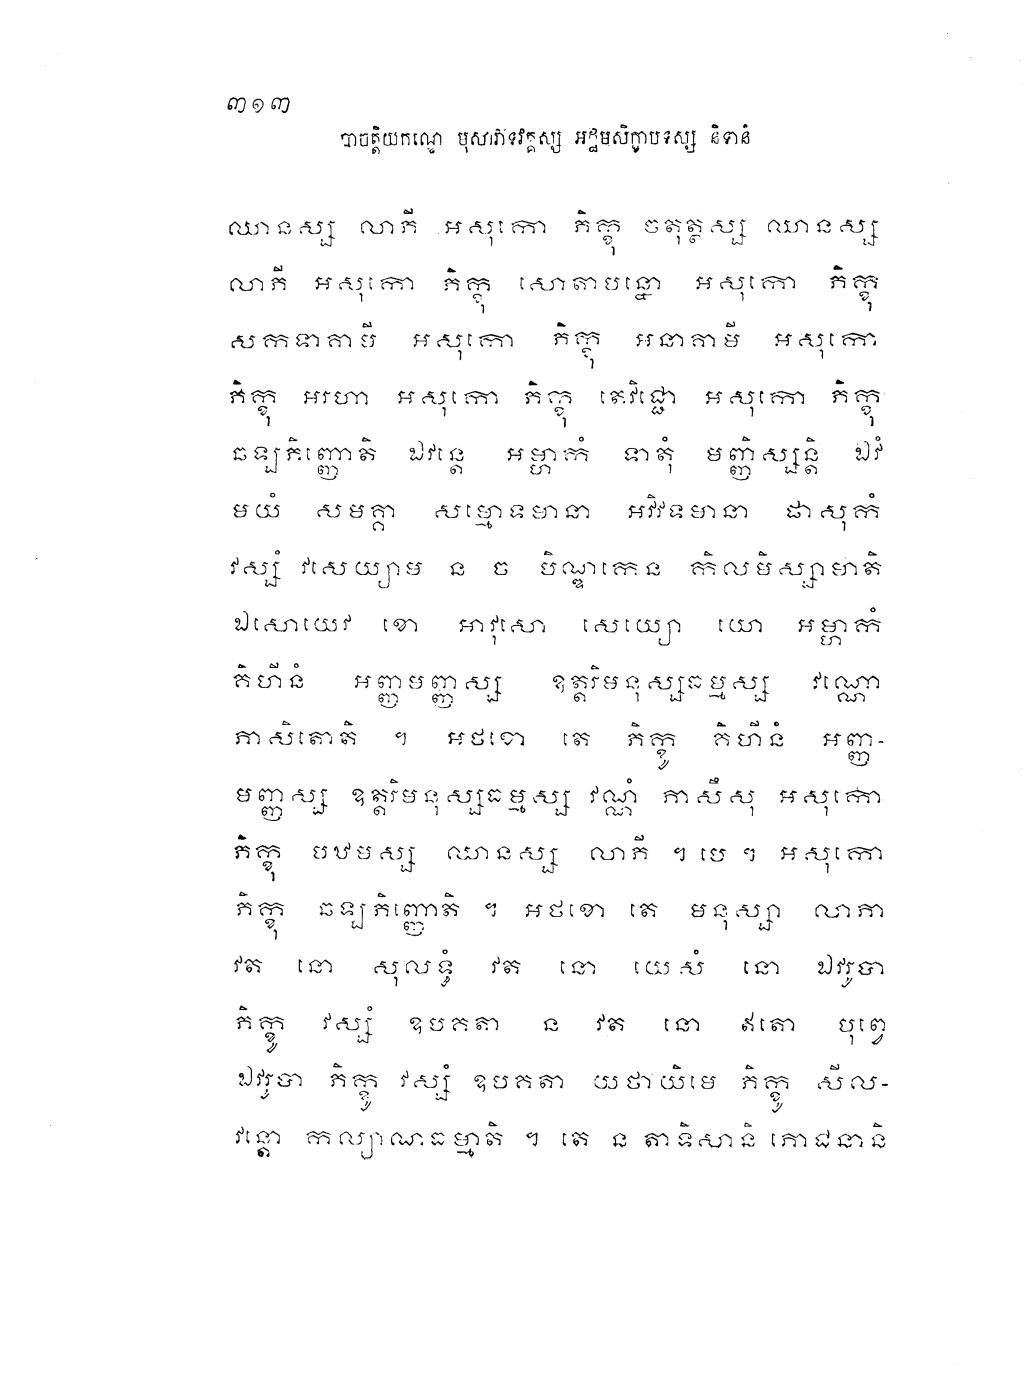 ៣១៣
បាចត្តិយកណ្ឌេ មុសាវាទវគ្គស្ស អដ្ឋមសិក្ខាបទស្ស និទានំ
ឈានស្ស លាភី អសុកោ ភិក្ខុ ចតុត្ថស្ស ឈានស្ស
លាភី អសុកោ ភិក្ខុ សោតាបន្នោ អសុកោ ភិក្ខុ
សកទាគាមី អសុកោ ភិក្ខុ អនាគាមី អសុកោ
ភិក្ខុ អរហា អសុកោ ភិក្ខុ តេវិជ្ជោ អសុកោ ភិក្ខុ
ឆឡភិញ្ញោតិ ឯវន្តេ អម្ហាកំ ទាតុំ មញ្ញិស្សន្តិ ឯវំ
មយំ សមគ្គា សម្មោទមានា អវិវទមានា ផាសុកំ
វស្សំ វសេយ្យាម ន ច បិណ្ឌកេន កិលមិស្សាមាតិ
ឯសោយេវ ខោ អាវុសោ សេយ្យោ យោ អម្ហាកំ
គិហីនំ អញ្ញមញ្ញស្ស ឧត្តរិមនុស្សធម្មស្ស វណ្ណោ
ភាសិតោតិ ។ អថខោ តេ ភិក្ខូ គិហីនំ អញ្ញ-
មញ្ញស្ស ឧត្តរិមនុស្សធម្មស្ស វណ្ណំ ភាសឹសុ អសុកោ
ភិក្ខុ បឋមស្ស ឈានស្ស លាភី ។ បេ ។ អសុកោ
ភិក្ខុ ឆឡភិញ្ញោតិ ។ អថខោ តេ មនុស្សា លាភា
វត នោ សុលទ្ធំ វត នោ យេសំ នោ ឯវរូបា
ភិក្ខូ វស្សំ ឧបគតា ន វត នោ ឥតោ បុព្វេ
ឯវរូបា ភិក្ខូ វស្សំ ឧបគតា យថាយិមេ ភិក្ខូ សីល-
វន្តោ កល្យាណធម្មាតិ ។ តេ ន តាទិសានិ ភោជនានិ